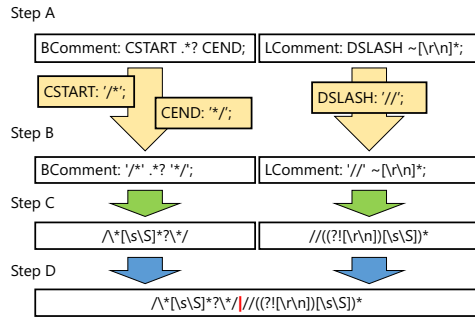 Step A
BComment: CSTART .*? CEND;
LComment: DSLASH ~[\r\n]*;
CSTART: '/*';
CEND: '*/';
DSLASH: '//';
Step B
BComment: '/*' .*? '*/';
LComment: '//' ~[\r\n]*;
Step C
/\*[\s\S]*?\*/
//((?![\r\n])[\s\S])*
Step D
/\*[\s\S]*?\*/|//((?![\r\n])[\s\S])*